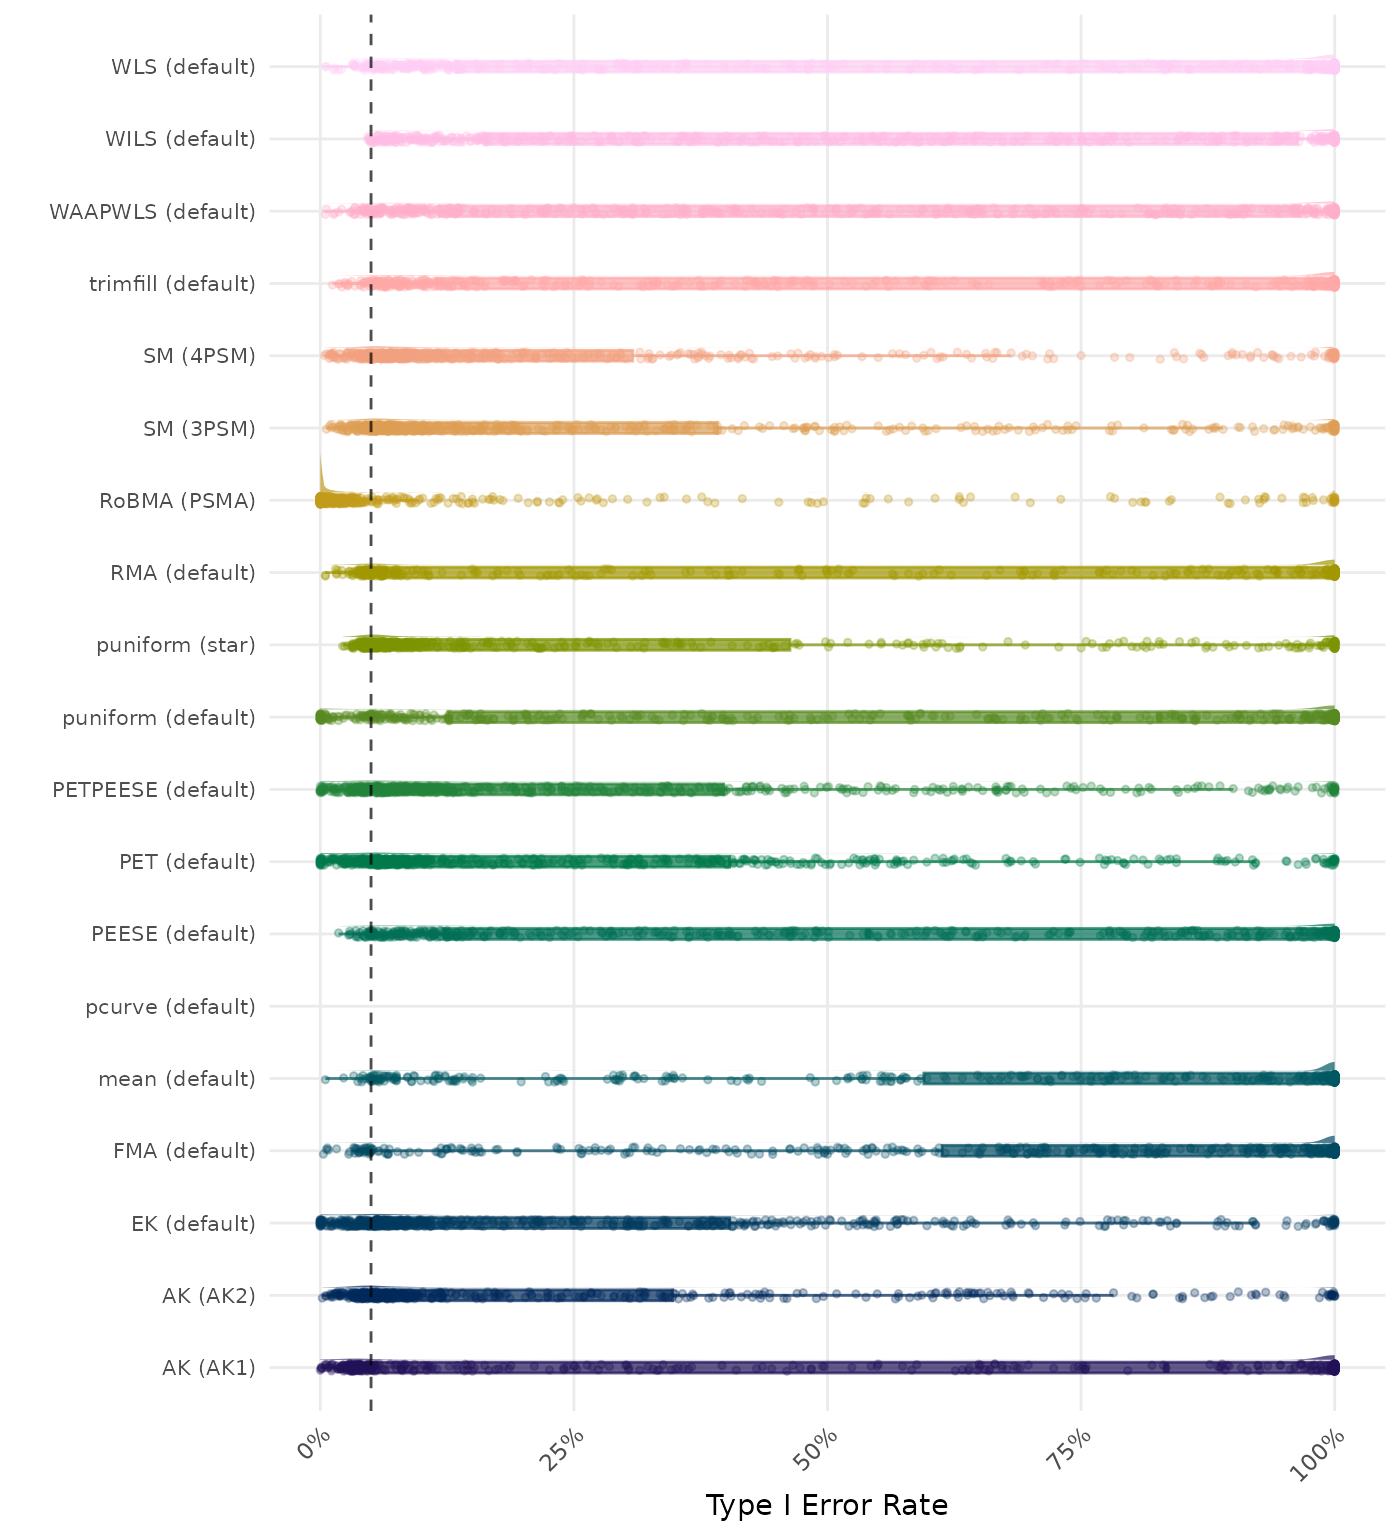 WLS (default)
WILS (default)
WAAPWLS (default)
trimfill (default)
SM (4PSM)
SM (3PSM)
RoBMA (PSMA)
RMA (default)
puniform (star)
puniform (default)
PETPEESE (default)
PET (default)
PEESE (default)
pcurve (default)
mean (default)
FMA (default)
EK (default)
AK (AK2)
AK (AK1)
0%
25%
50%
75%
100%
Type I Error Rate